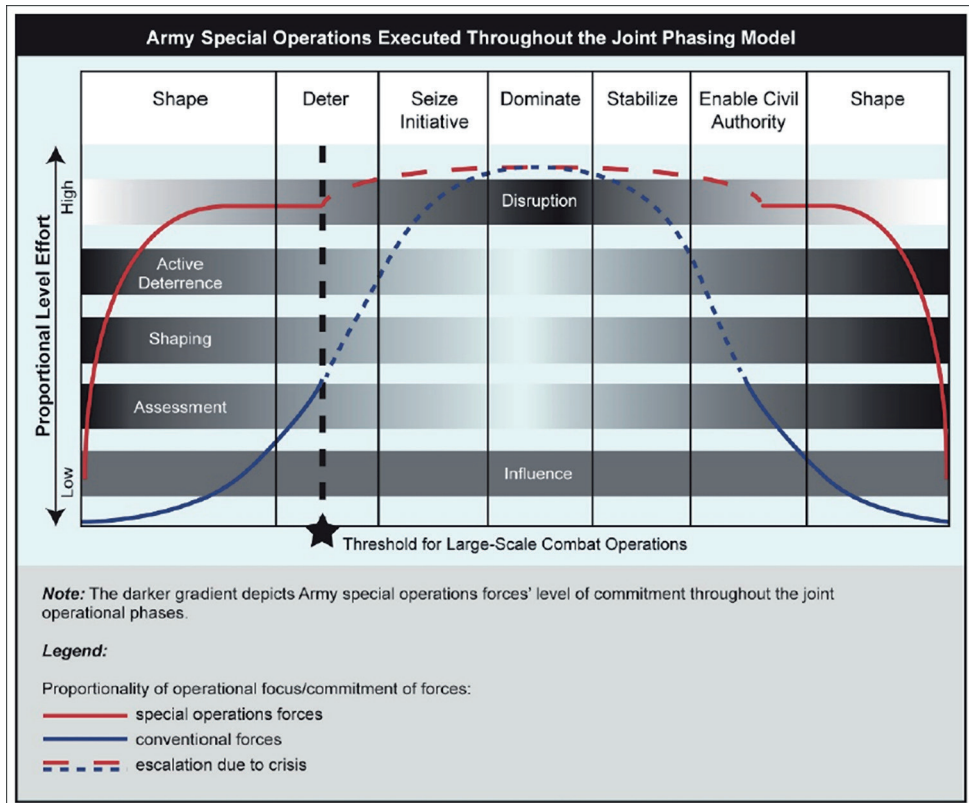 Army Special Operations Executed Throughout the Joint Phasing Model
Shape
Deter
Seize
Initiative
Dominate
Stabilize
Enable Civil
Authority
Shape
Proportional Level Effort
High
Low
Disruption
Active
Deterrence
Shaping
Assessment
Influence
Threshold for Large-Scale Combat Operations
Note: The darker gradient depicts Army special operations forces’ level of commitment throughout the joint
operational phases.
Legend:
Proportionality of operational focus/commitment of forces:
special operations forces
conventional forces
escalation due to crisis